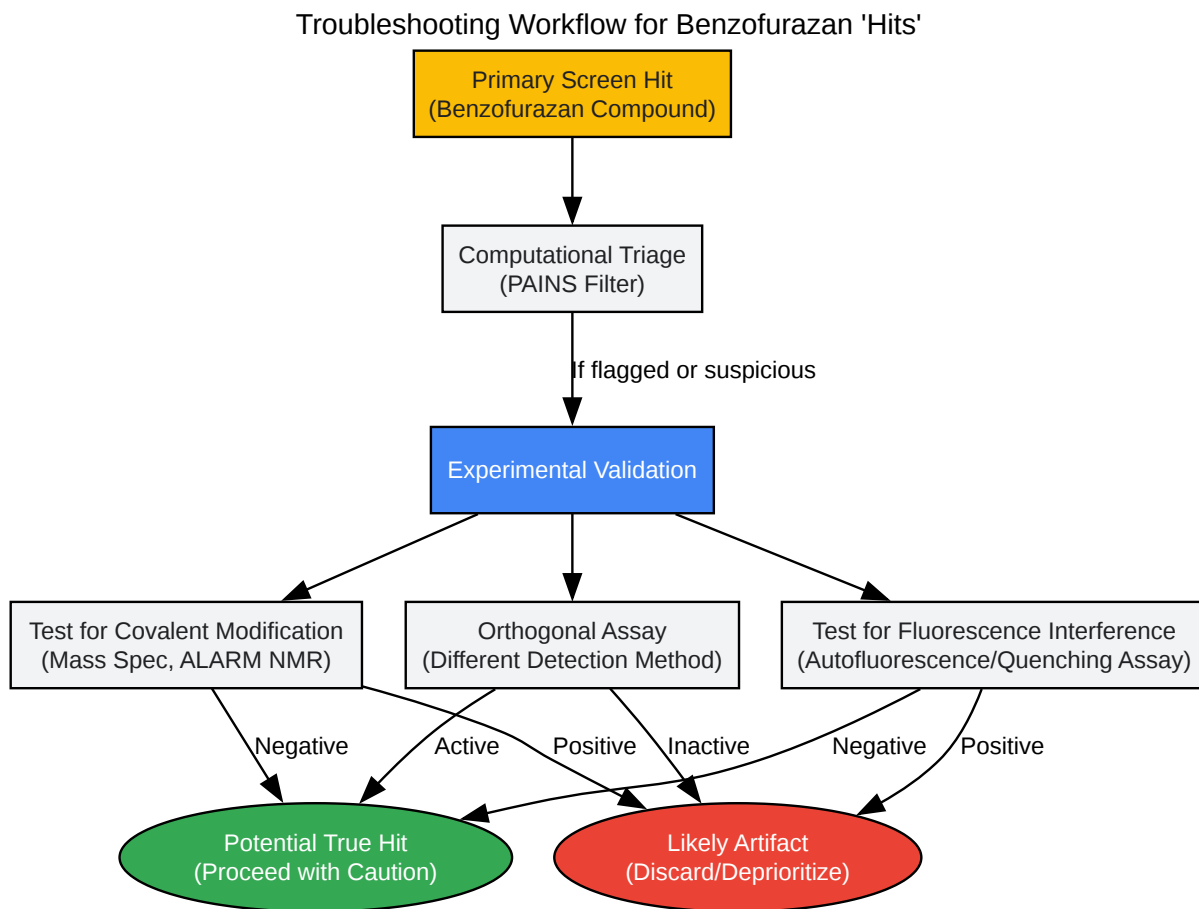 Troubleshooting Workflow for Benzofurazan 'Hits'
Primary Screen Hit
(Benzofurazan Compound)
Computational Triage
(PAINS Filter)
If flagged or suspicious
Experimental Validation
Test for Covalent Modification
(Mass Spec, ALARM NMR)
Orthogonal Assay
(Different Detection Method)
Test for Fluorescence Interference
(Autofluorescence/Quenching Assay)
Negative
Active
Positive
Inactive
Negative
Positive
Potential True Hit
(Proceed with Caution)
Likely Artifact
(Discard/Deprioritize)